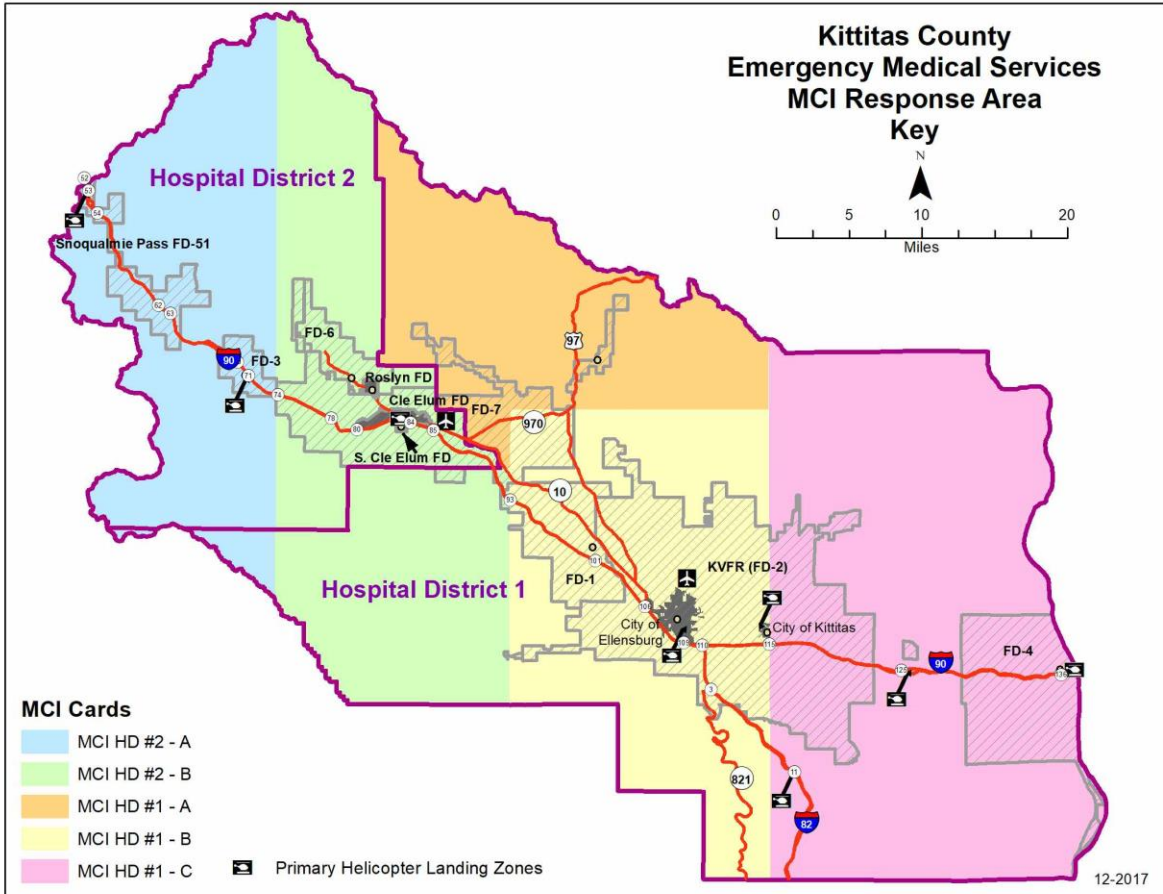 Kittitas County
Emergency Medical Services
MCI Response Area
Key
N
0 5 10 20
Miles
Hospital District 2
52
53
54
Snoqualmie Pass FD-51
62
63
90
FD-3
71
74
FD-6
Roslyn FD
Cle Elum FD
78
80
84
85
S. Cle Elum FD
FD-7
97
970
10
93
Hospital District 1
FD-1
101
106
KVFR (FD-2)
City of
Ellensburg
109
110
City of Kittitas
115
125
90
FD-4
136
3
821
11
82
MCI Cards
MCI HD #2 - A
MCI HD #2 - B
MCI HD #1 - A
MCI HD #1 - B
MCI HD #1 - C
Primary Helicopter Landing Zones
12-2017